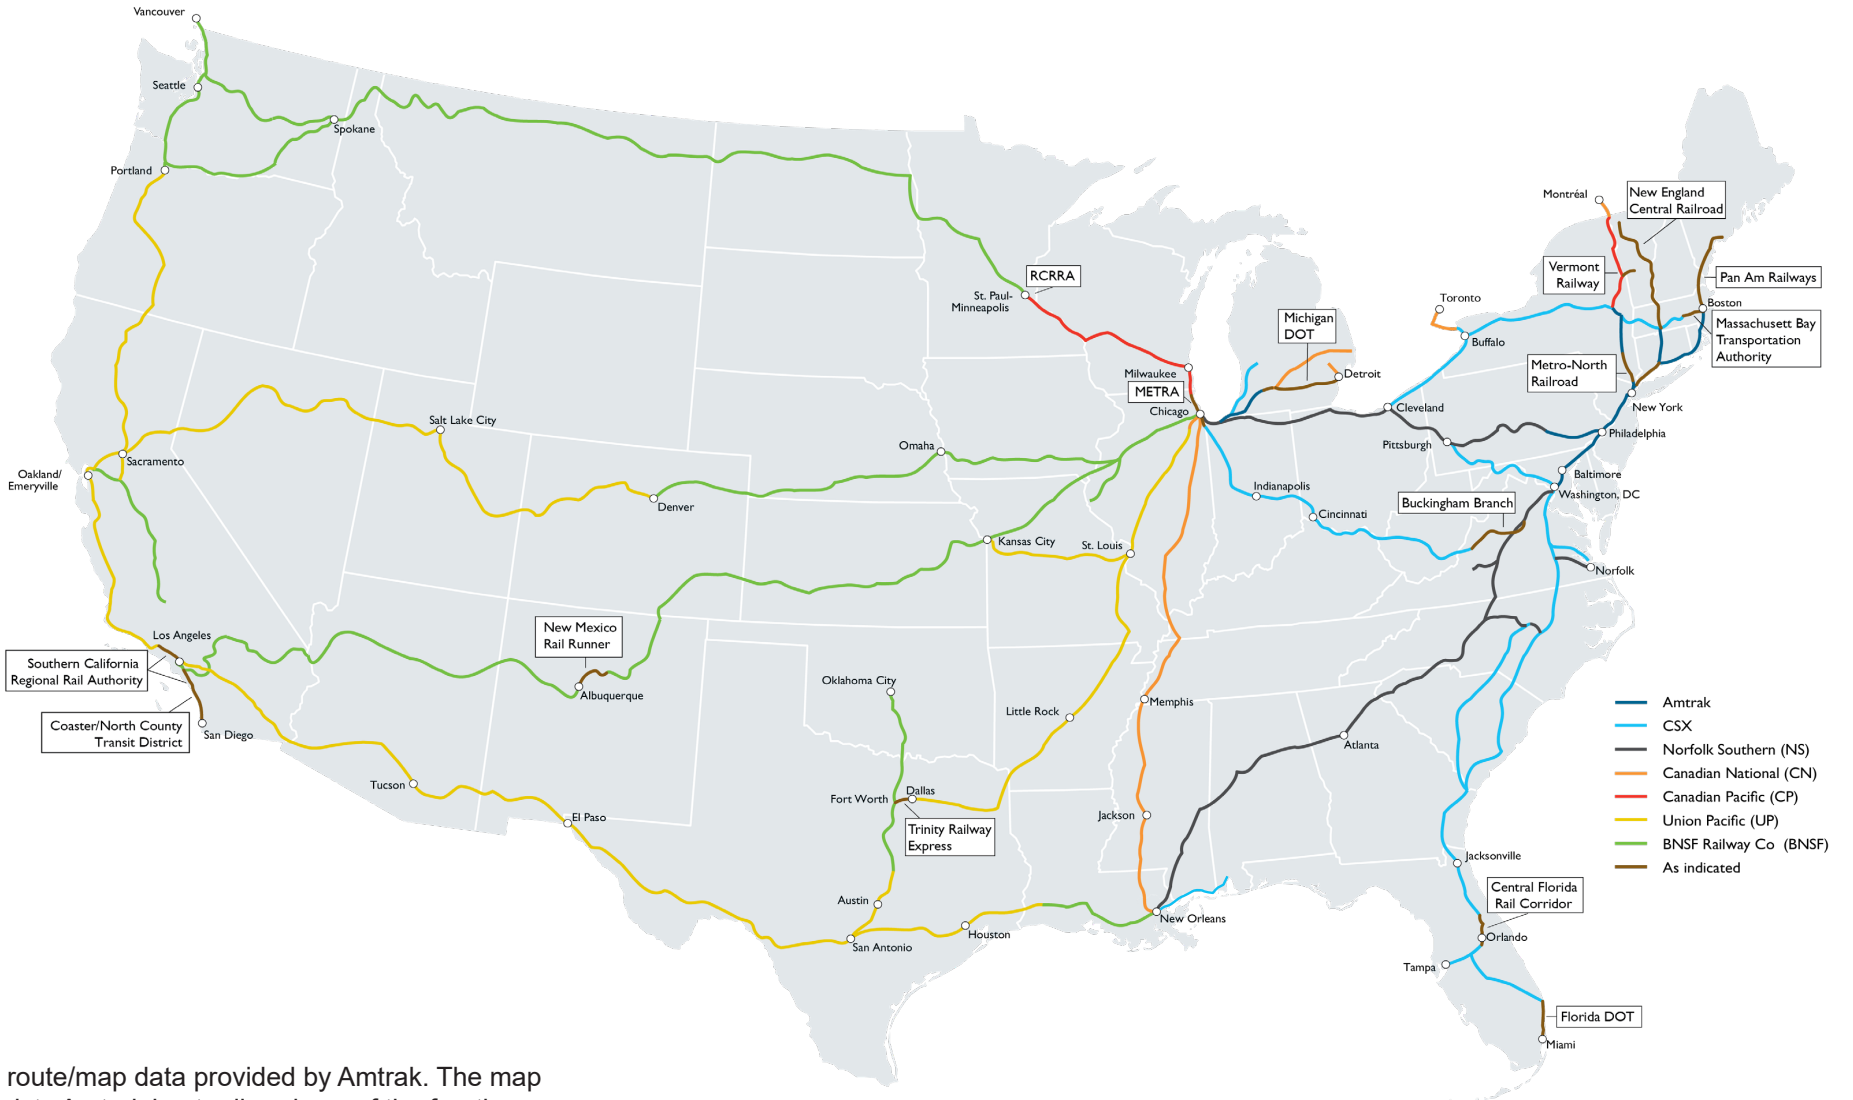 Vancouver
Seattle
Spokane
Portland
Montréal
New England
Central Railroad
Vermont
Railway
Pan Am Railways
RCRRA
St. Paul-
Minneapolis
Toronto
Boston
Michigan
DOT
Massachusett Bay
Transportation
Authority
Buffalo
Metro-North
Railroad
Milwaukee
METRA
Detroit
Chicago
Cleveland
New York
Salt Lake City
Philadelphia
Omaha
Pittsburgh
Sacramento
Oakland/
Emeryville
Baltimore
Washington, DC
Indianapolis
Denver
Buckingham Branch
Cincinnati
Kansas City
St. Louis
Norfolk
New Mexico
Rail Runner
Los Angeles
Southern California
Regional Rail Authority
Albuquerque
Oklahoma City
Coaster/North County
Transit District
San Diego
Little Rock
Memphis
Amtrak
CSX
Norfolk Southern (NS)
Canadian National (CN)
Canadian Pacific (CP)
Union Pacific (UP)
BNSF Railway Co (BNSF)
As indicated
Atlanta
Tucson
Fort Worth
Dallas
El Paso
Trinity Railway
Express
Jackson
Jacksonville
Central Florida
Rail Corridor
Austin
New Orleans
Houston
San Antonio
Orlando
Tampa
Florida DOT
Miami
route/map data provided by Amtrak. The map